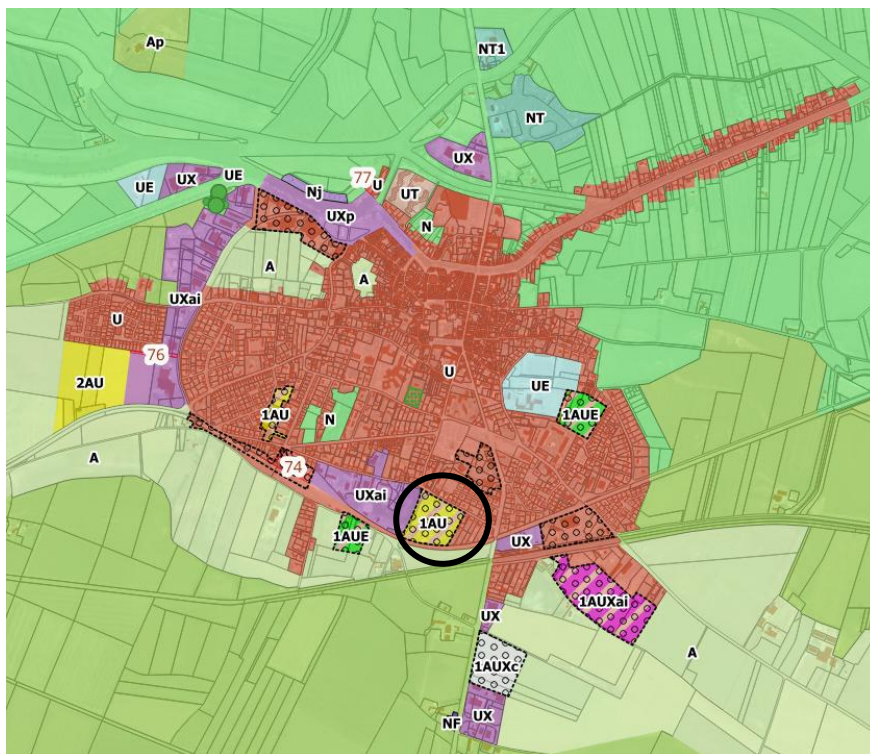 Ap
NT1
NT
UX
UE
UX
UE
Nj
77
U
UT
UXp
N
A
A
UXai
U
76
2AU
U
UE
1AU
N
1AUE
A
74
UXai
1AU
1AUE
UX
1AUXai
UX
A
1AUXc
NF
UX